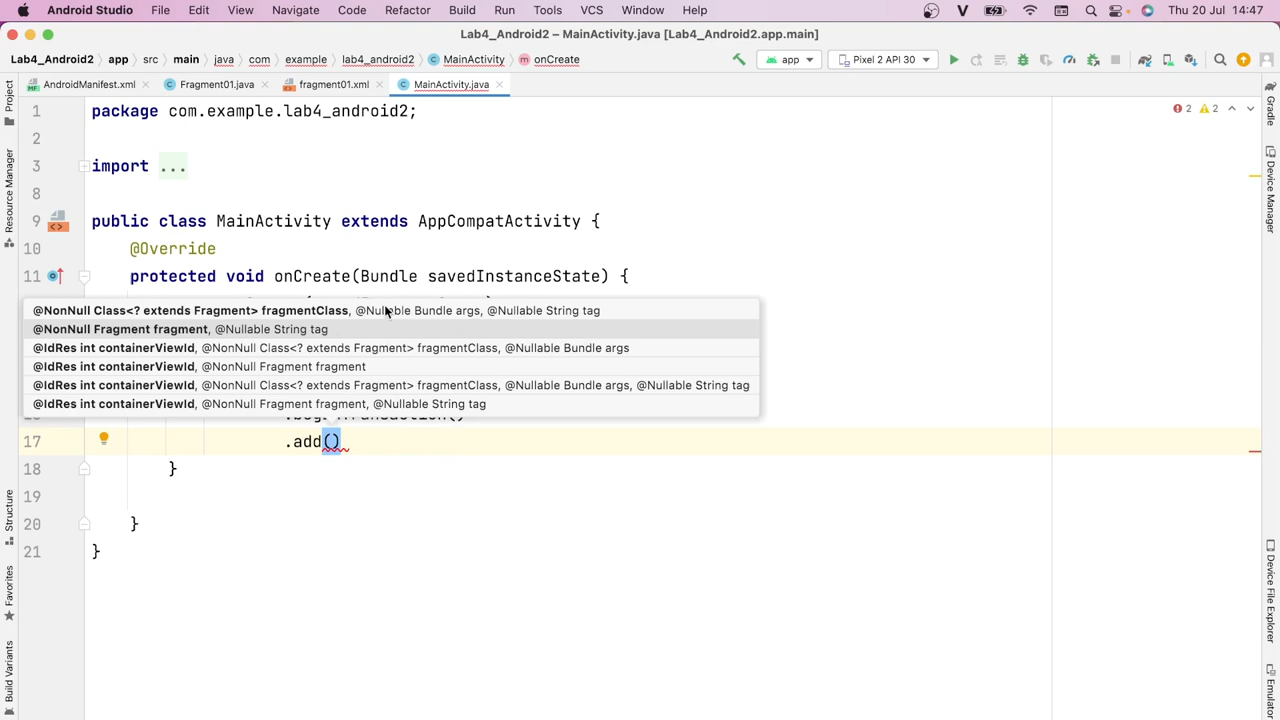 Android Studio File Edit View Navigate Code Refactor Build Run Tools VCS Window Help Thu 20 Jul 14:47
Lab4_Android2 – MainActivity.java [Lab4_Android2.app.main]
Lab4_Android2 app src main java com example lab4_android2 MainActivity onCreate app Pixel 2 API 30
AndroidManifest.xml Fragment01.java fragment01.xml MainActivity.java
Project
Resource Manager
Structure
Favorites
Build Variants
1 package com.example.lab4_android2;
2
3 import ...
8
9 public class MainActivity extends AppCompatActivity {
10 @Override
11 protected void onCreate(Bundle savedInstanceState) {
@NonNull Class<? extends Fragment> fragmentClass, @Nullable Bundle args, @Nullable String tag
@NonNull Fragment fragment, @Nullable String tag
@IdRes int containerViewId, @NonNull Class<? extends Fragment> fragmentClass, @Nullable Bundle args
@IdRes int containerViewId, @NonNull Fragment fragment
@IdRes int containerViewId, @NonNull Class<? extends Fragment> fragmentClass, @Nullable Bundle args, @Nullable String tag
@IdRes int containerViewId, @NonNull Fragment fragment, @Nullable String tag
17 .add()
18 }
19
20 }
21 }
2 2
Gradle
Device Manager
Device File Explorer